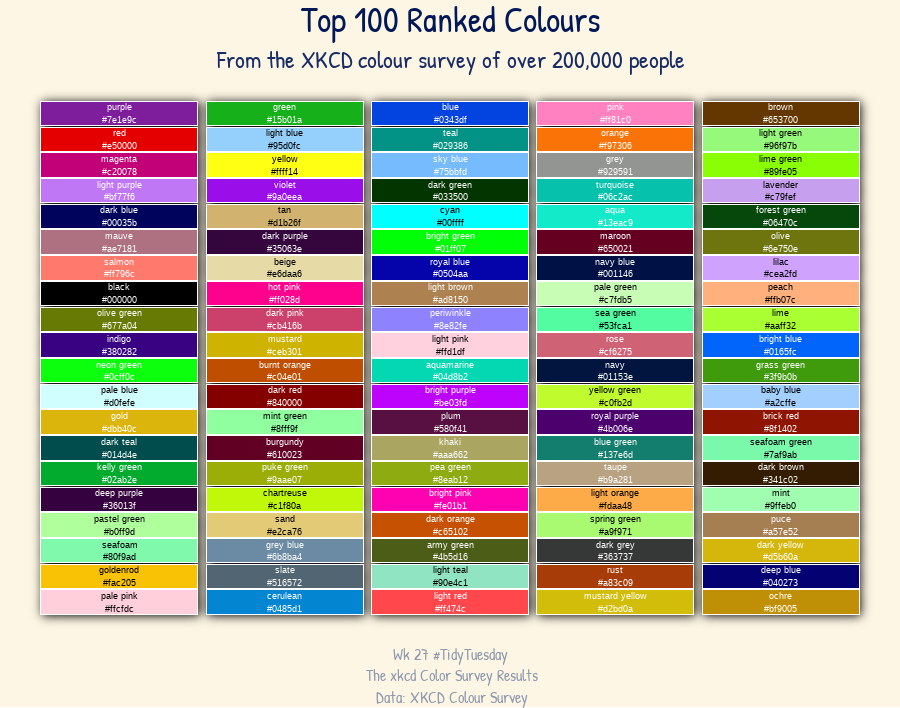 Top 100 Ranked Colours
From the XKCD colour survey of over 200,000 people
purple
#7e1e9c
green
#15b01a
blue
#0343df
pink
#ff81c0
brown
#653700
red
#e50000
light blue
#95d0fc
teal
#029386
orange
#f97306
light green
#96f97b
magenta
#c20078
yellow
#ffff14
sky blue
#75bbfd
grey
#929591
lime green
#89fe05
light purple
#bf77f6
violet
#9a0eea
dark green
#033500
turquoise
#06c2ac
lavender
#c79fef
dark blue
#00035b
tan
#d1b26f
cyan
#00ffff
aqua
#13eac9
forest green
#06470c
mauve
#ae7181
dark purple
#35063e
bright green
#01ff07
maroon
#650021
olive
#6e750e
salmon
#ff796c
beige
#e6daa6
royal blue
#0504aa
navy blue
#001146
lilac
#cea2fd
black
#000000
hot pink
#ff028d
light brown
#ad8150
pale green
#c7fdb5
peach
#ffb07c
olive green
#677a04
dark pink
#cb416b
periwinkle
#8e82fe
sea green
#53fca1
lime
#aaff32
indigo
#380282
mustard
#ceb301
light pink
#ffd1df
rose
#cf6275
bright blue
#0165fc
neon green
#0cff0c
burnt orange
#c04e01
aquamarine
#04d8b2
navy
#01153e
grass green
#3f9b0b
pale blue
#d0fefe
dark red
#840000
bright purple
#be03fd
yellow green
#c0fb2d
baby blue
#a2cffe
gold
#dbb40c
mint green
#8fff9f
plum
#580f41
royal purple
#4b006e
brick red
#8f1402
dark teal
#014d4e
burgundy
#610023
khaki
#aaa662
blue green
#137e6d
seafoam green
#7af9ab
kelly green
#02ab2e
puke green
#9aae07
pea green
#8eab12
taupe
#b9a281
dark brown
#341c02
deep purple
#36013f
chartreuse
#c1f80a
bright pink
#fe01b1
light orange
#fdaa48
mint
#9ffeb0
pastel green
#b0ff9d
sand
#e2ca76
dark orange
#c65102
spring green
#a9f971
puce
#a57e52
seafoam
#80f9ad
grey blue
#6b8ba4
army green
#4b5d16
dark grey
#363737
dark yellow
#d5b60a
goldenrod
#fac205
slate
#516572
light teal
#90e4c1
rust
#a83c09
deep blue
#040273
pale pink
#ffcfdc
cerulean
#0485d1
light red
#ff474c
mustard yellow
#d2bd0a
ochre
#bf9005
Wk 27 #TidyTuesday
The xkcd Color Survey Results
Data: XKCD Colour Survey